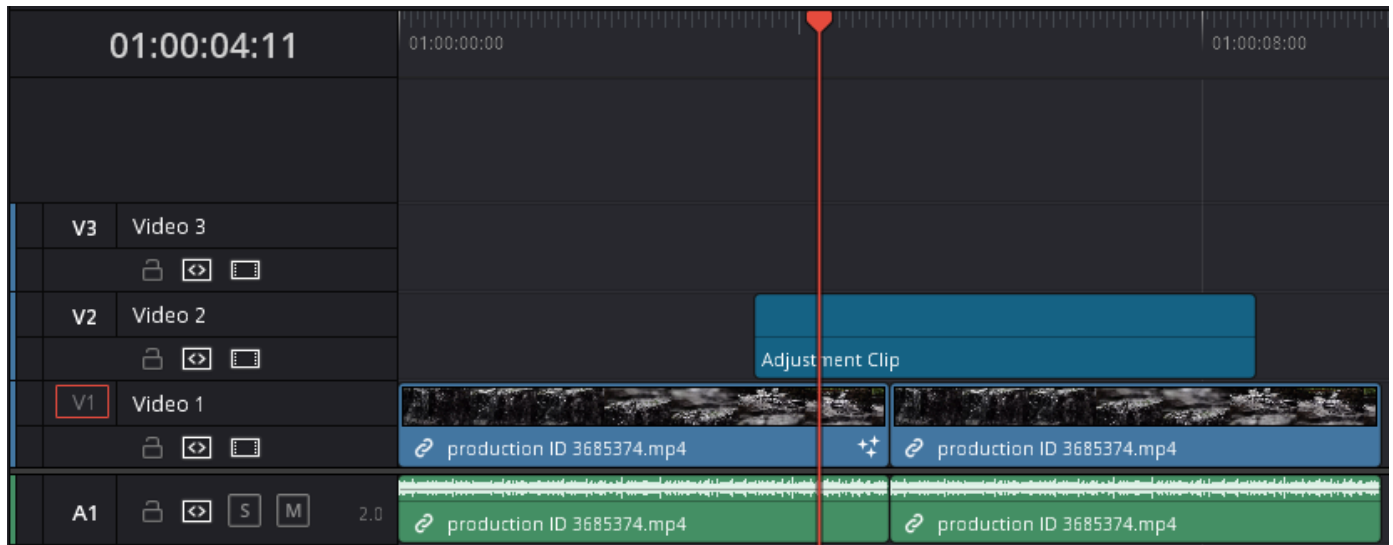 01:00:04:11
01:00:00:00
01:00:08:00
V3 Video 3
V2 Video 2
Adjustment Clip
V1 Video 1
production ID 3685374.mp4
production ID 3685374.mp4
A1 S M 2.0
production ID 3685374.mp4
production ID 3685374.mp4